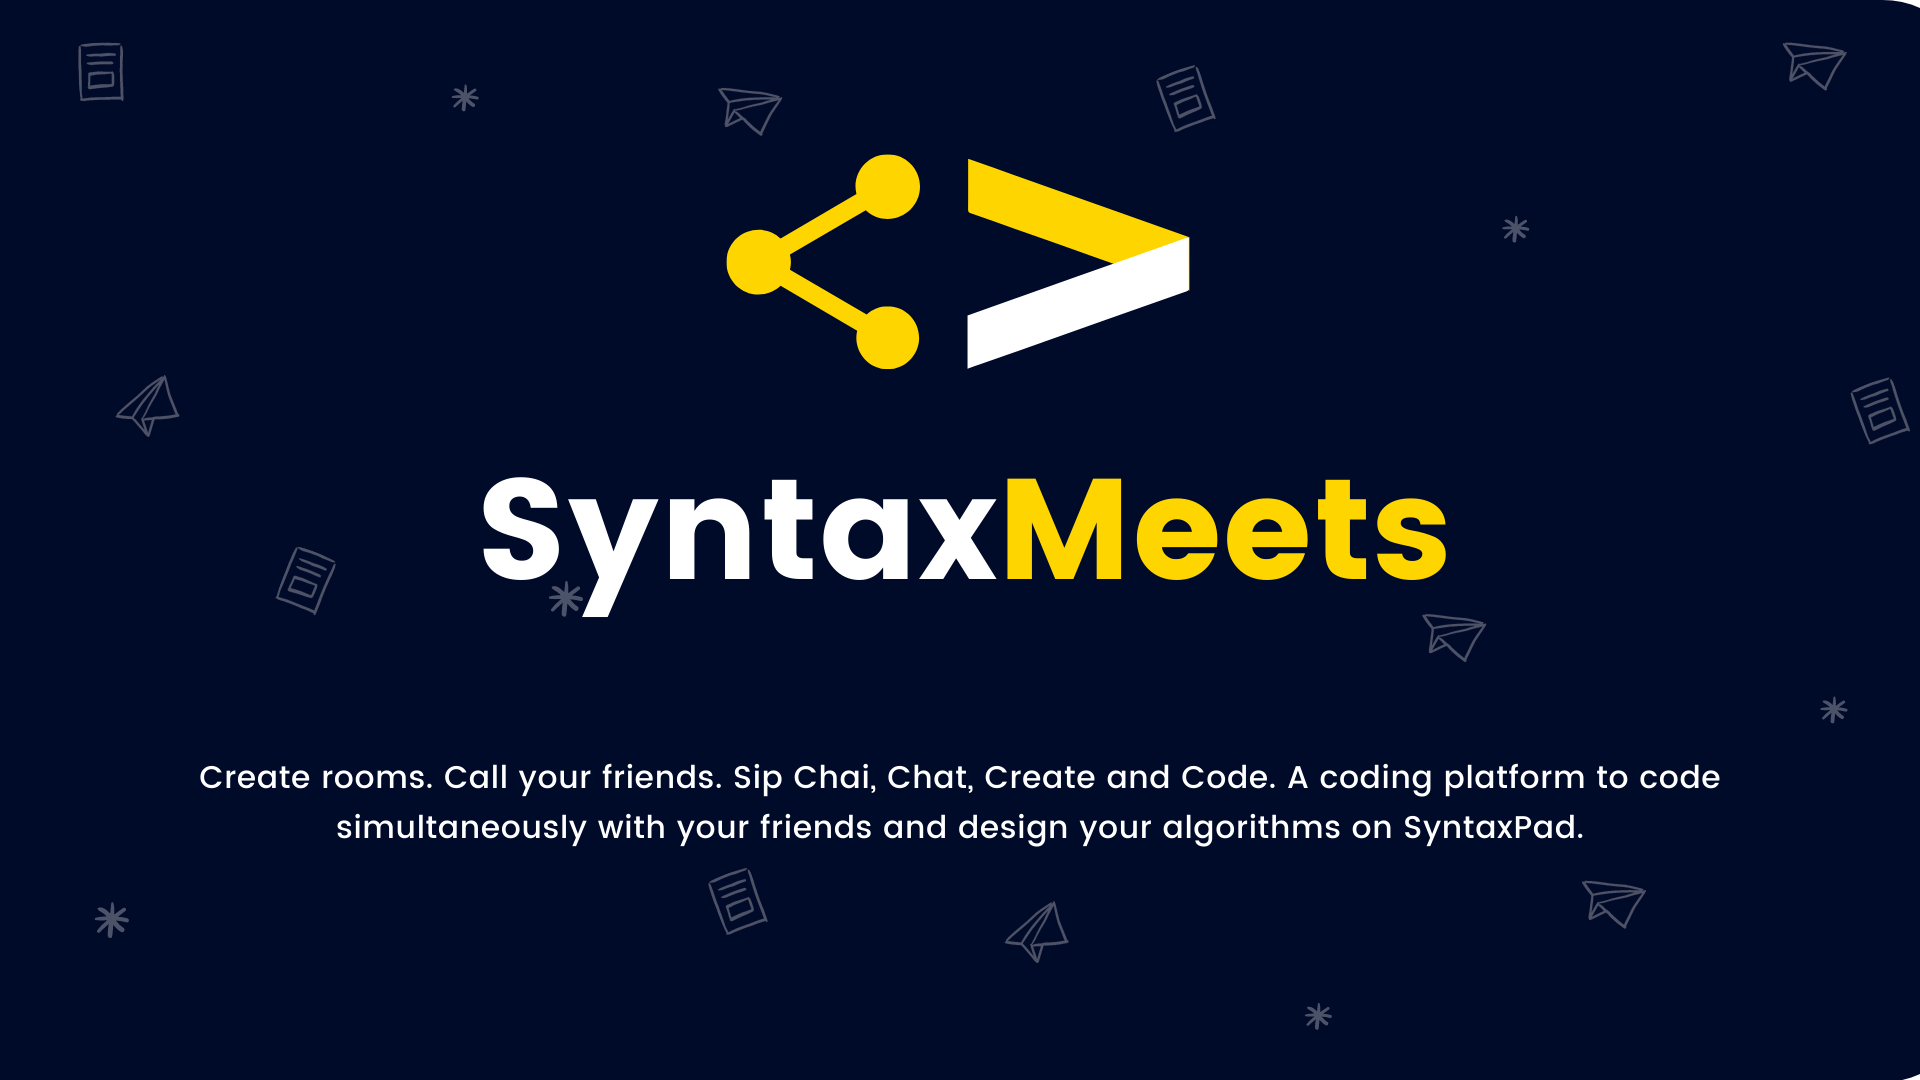 SyntaxMeets
Create rooms. Call your friends. Sip Chai, Chat, Create and Code. A coding platform to code
simultaneously with your friends and design your algorithms on SyntaxPad.